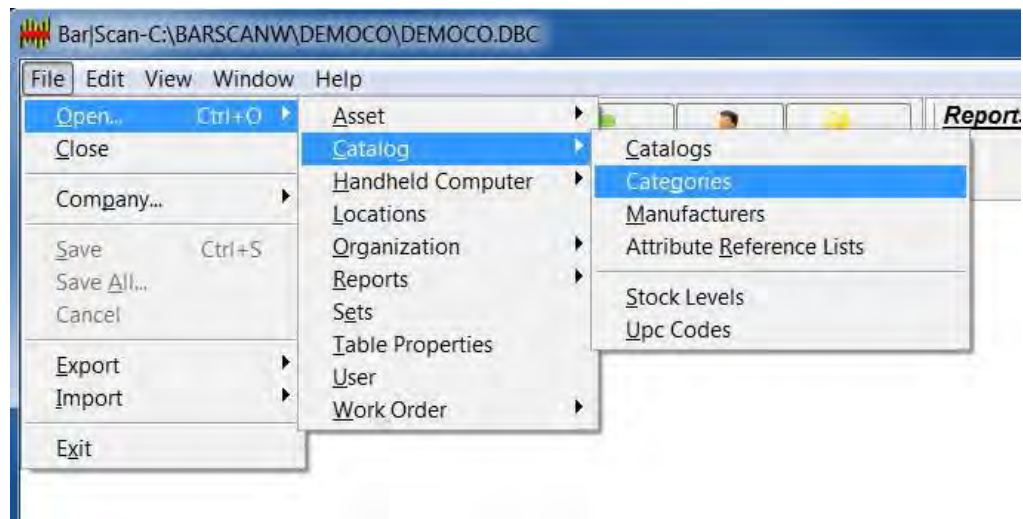 Bar|Scan-C:\BARSCANW\DEMOCO\DEMOCO.DBC
File Edit View Window Help
Report
Open... Ctrl+O
Close
Company...
Save Ctrl+S
Save All...
Cancel
Export
Import
Exit
Asset
Catalog
Handheld Computer
Locations
Organization
Reports
Sets
Table Properties
User
Work Order
Catalogs
Categories
Manufacturers
Attribute Reference Lists
Stock Levels
Upc Codes